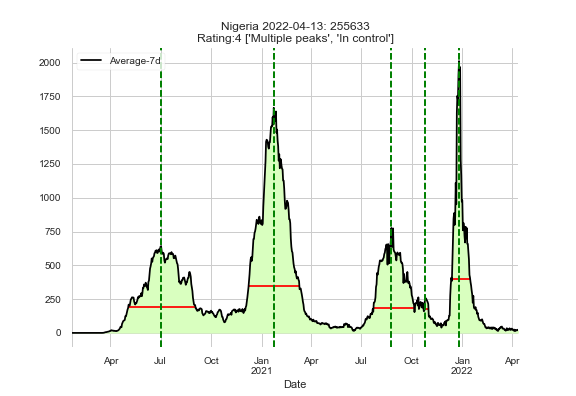 Nigeria 2022-04-13: 255633
Rating:4 ['Multiple peaks', 'In control']
Average-7d
2000
1750
1500
1250
1000
750
500
250
0
Apr Jul Oct Jan Apr Jul Oct Jan Apr
2021 2022
Date